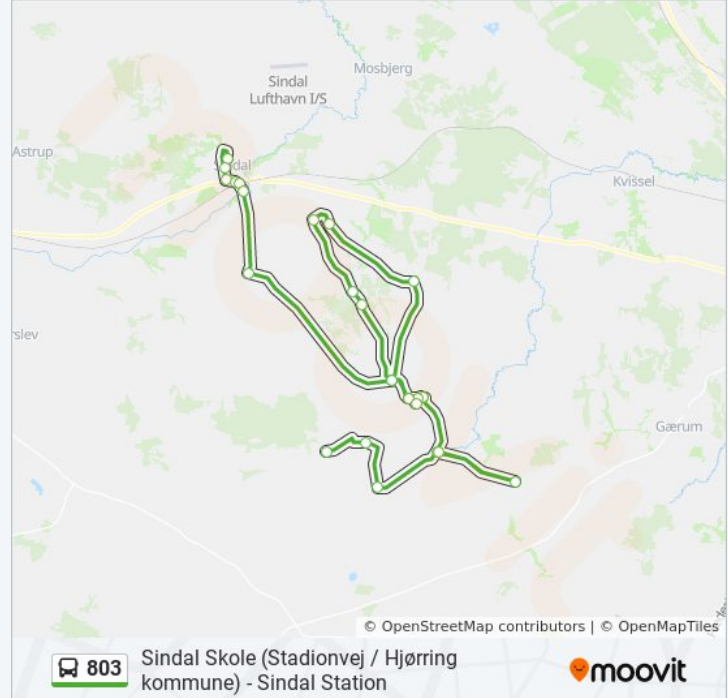 Mosbjerg
Sindal
Lufthavn I/S
Astrup
dal
Kvissel
rslev
Gærum
© OpenStreetMap contributors | © OpenMapTiles
803
Sindal Skole (Stadionvej / Hjørring
kommune) - Sindal Station
moovit